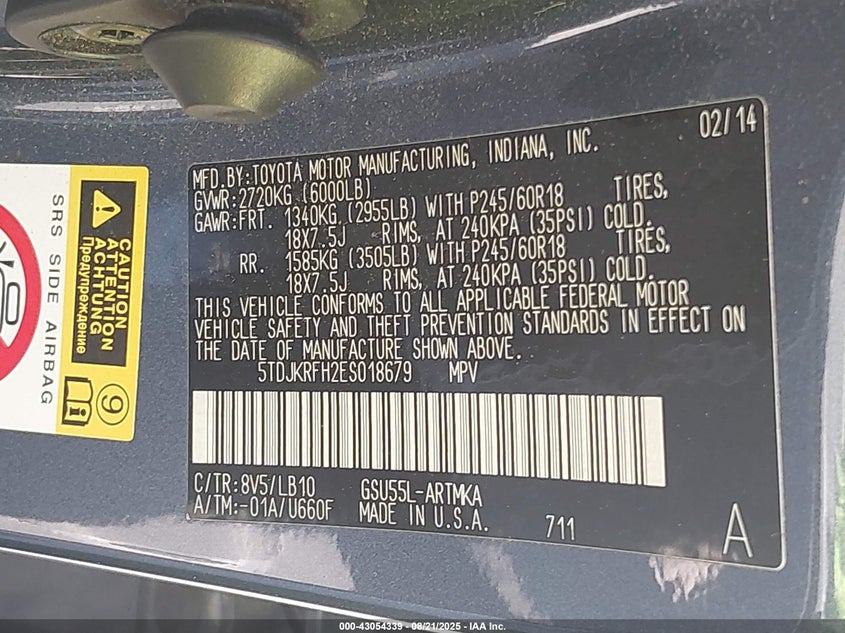 02/14
MFD.BY:TOYOTA MOTOR MANUFACTURING, INDIANA, INC.
GVWR:2720KG (6000LB)
GAWR:FRT. 1340KG (2955LB) WITH P245/60R18 TIRES,
18X7.5J RIMS, AT 240KPA (35PSI) COLD.
RR. 1585KG (3505LB) WITH P245/60R18 TIRES,
18X7.5J RIMS, AT 240KPA (35PSI) COLD.
THIS VEHICLE CONFORMS TO ALL APPLICABLE FEDERAL MOTOR
VEHICLE SAFETY AND THEFT PREVENTION STANDARDS IN EFFECT ON
THE DATE OF MANUFACTURE SHOWN ABOVE.
5TDJKRFH2ES018679 MPV
C/TR:8V5/LB10 GSU55L-ARTMKA
A/TM:-01A/U660F MADE IN U.S.A.
711
A
CAUTION
ATTENTION
ACHTUNG
Предупреждение
SRS SIDE AIRBAG
9
i
000-43054339 - 08/21/2025 - IAA Inc.